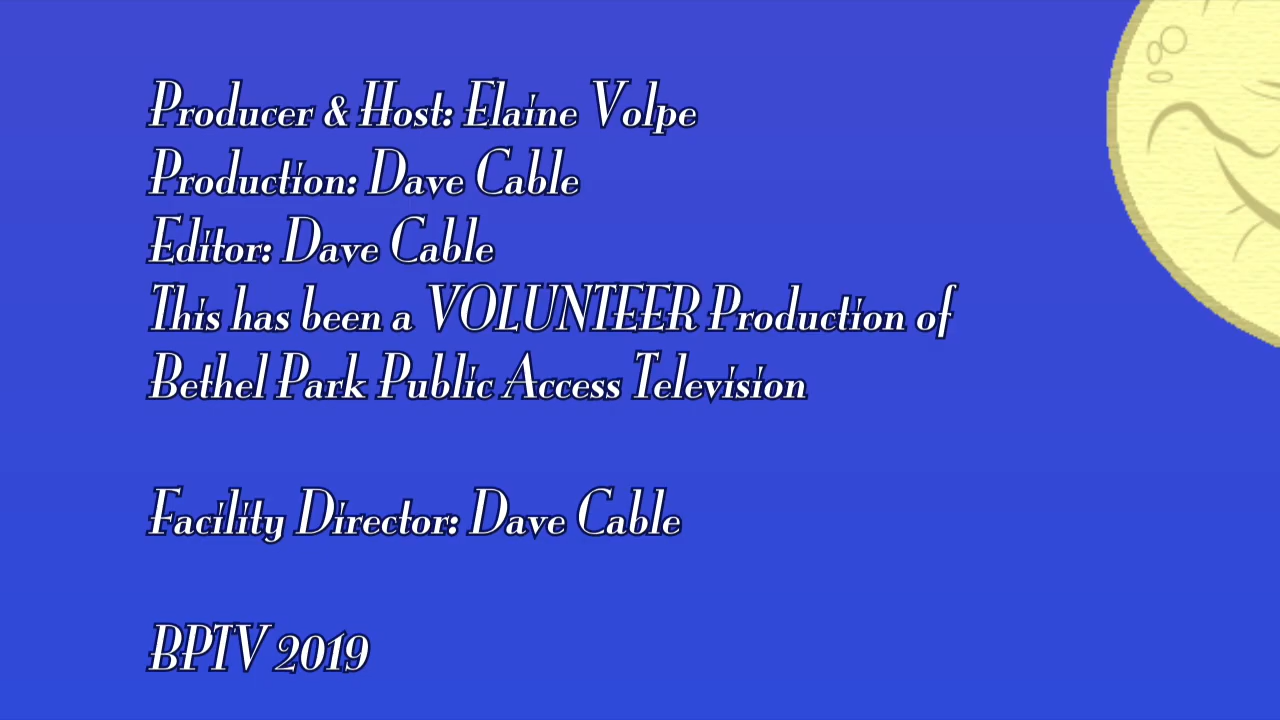 Producer & Host: Elaine Volpe
Production: Dave Cable
Editor: Dave Cable
This has been a VOLUNTEER Production of
Bethel Park Public Access Television
Facility Director: Dave Cable
BPTV 2019